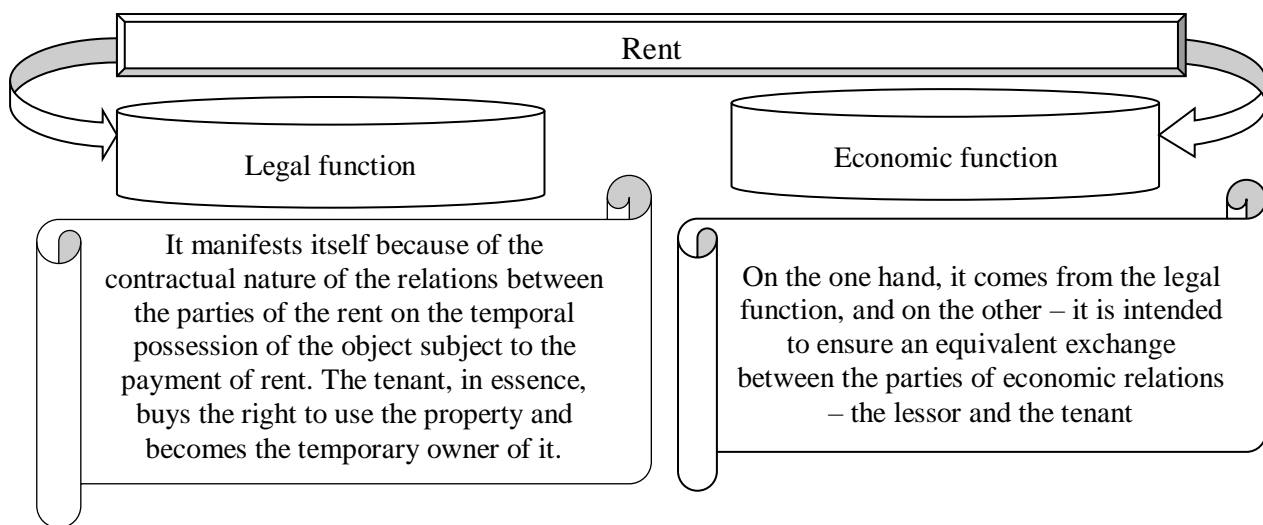 Rent
Legal function
Economic function
It manifests itself because of the
contractual nature of the relations between
the parties of the rent on the temporal
possession of the object subject to the
payment of rent. The tenant, in essence,
buys the right to use the property and
becomes the temporary owner of it.
On the one hand, it comes from the legal
function, and on the other – it is intended
to ensure an equivalent exchange
between the parties of economic relations
– the lessor and the tenant